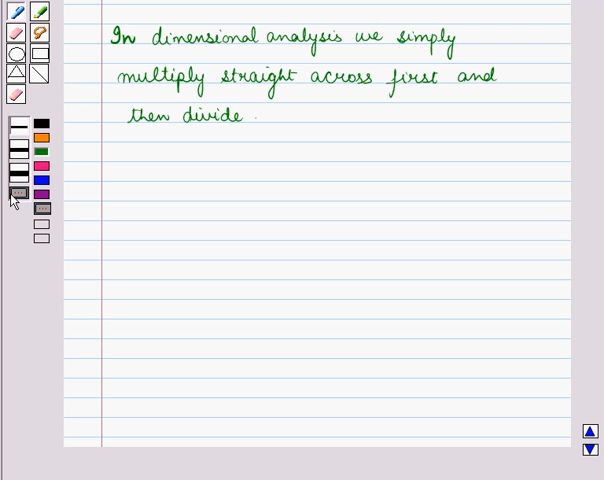 In dimensional analysis we simply
multiply straight across first and
then divide.